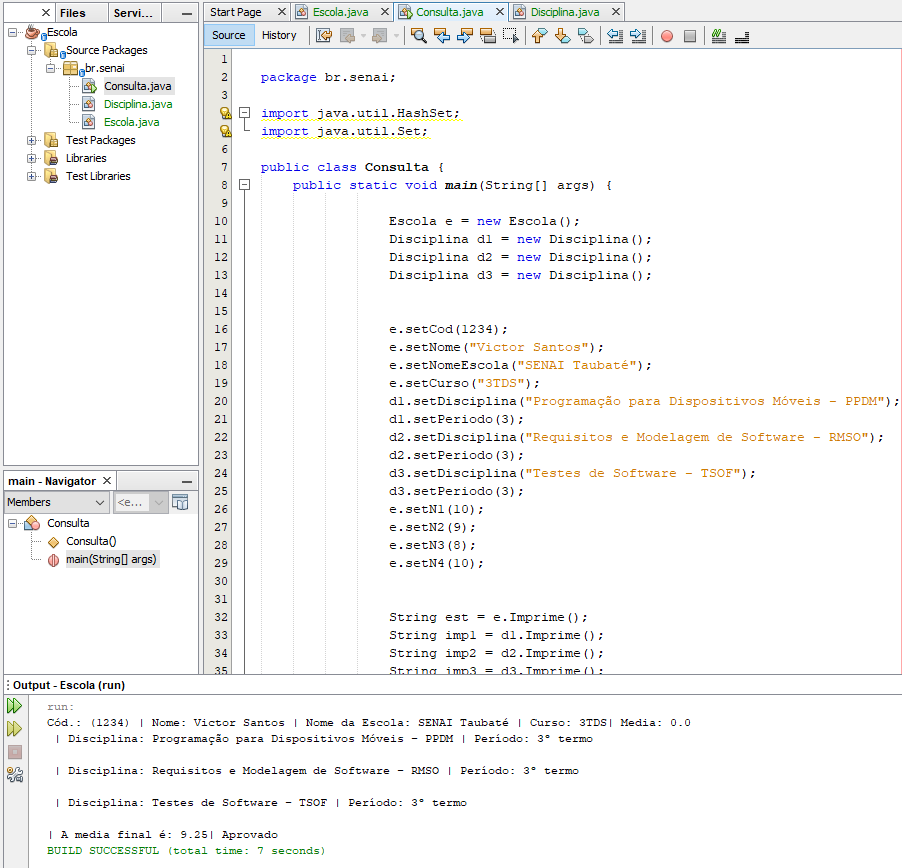 Files
Servi...
Escola
Source Packages
br.senai
Consulta.java
Disciplina.java
Escola.java
Test Packages
Libraries
Test Libraries
main - Navigator
Members
<e...
Consulta
Consulta()
main(String[] args)
Start Page
Escola.java
Consulta.java
Disciplina.java
Source
History
1
2 package br.senai;
3
import java.util.HashSet;
import java.util.Set;
6
7 public class Consulta {
8 public static void main(String[] args) {
9
10 Escola e = new Escola();
11 Disciplina d1 = new Disciplina();
12 Disciplina d2 = new Disciplina();
13 Disciplina d3 = new Disciplina();
14
15
16 e.setCod(1234);
17 e.setNome("Victor Santos");
18 e.setNomeEscola("SENAI Taubaté");
19 e.setCurso("3TDS");
20 d1.setDisciplina("Programação para Dispositivos Móveis - PPDM");
21 d1.setPeriodo(3);
22 d2.setDisciplina("Requisitos e Modelagem de Software - RMSO");
23 d2.setPeriodo(3);
24 d3.setDisciplina("Testes de Software - TSOF");
25 d3.setPeriodo(3);
26 e.setN1(10);
27 e.setN2(9);
28 e.setN3(8);
29 e.setN4(10);
30
31
32 String est = e.Imprime();
33 String imp1 = d1.Imprime();
34 String imp2 = d2.Imprime();
35 String imp3 = d3.Imprime();
Output - Escola (run)
run:
Cód.: (1234) | Nome: Victor Santos | Nome da Escola: SENAI Taubaté | Curso: 3TDS| Media: 0.0
| Disciplina: Programação para Dispositivos Móveis - PPDM | Período: 3° termo
| Disciplina: Requisitos e Modelagem de Software - RMSO | Período: 3° termo
| Disciplina: Testes de Software - TSOF | Período: 3° termo
| A media final é: 9.25| Aprovado
BUILD SUCCESSFUL (total time: 7 seconds)